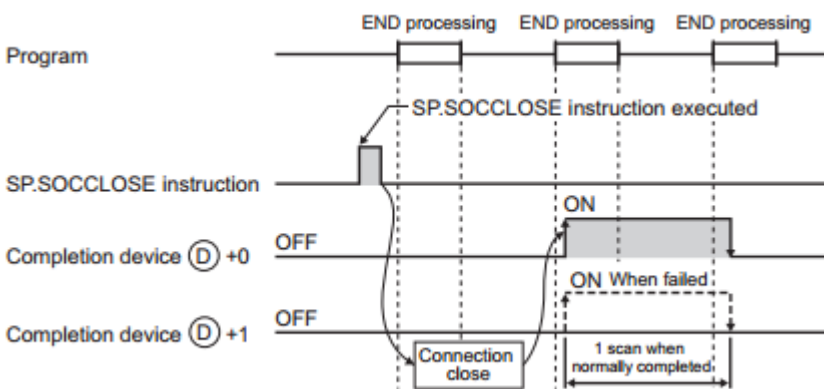 END processing END processing END processing
Program
SP.SOCCLOSE instruction executed
SP.SOCCLOSE instruction
ON
Completion device Ⓓ +0 OFF
ON When failed
Completion device Ⓓ +1 OFF
Connection
close
1 scan when
normally completed